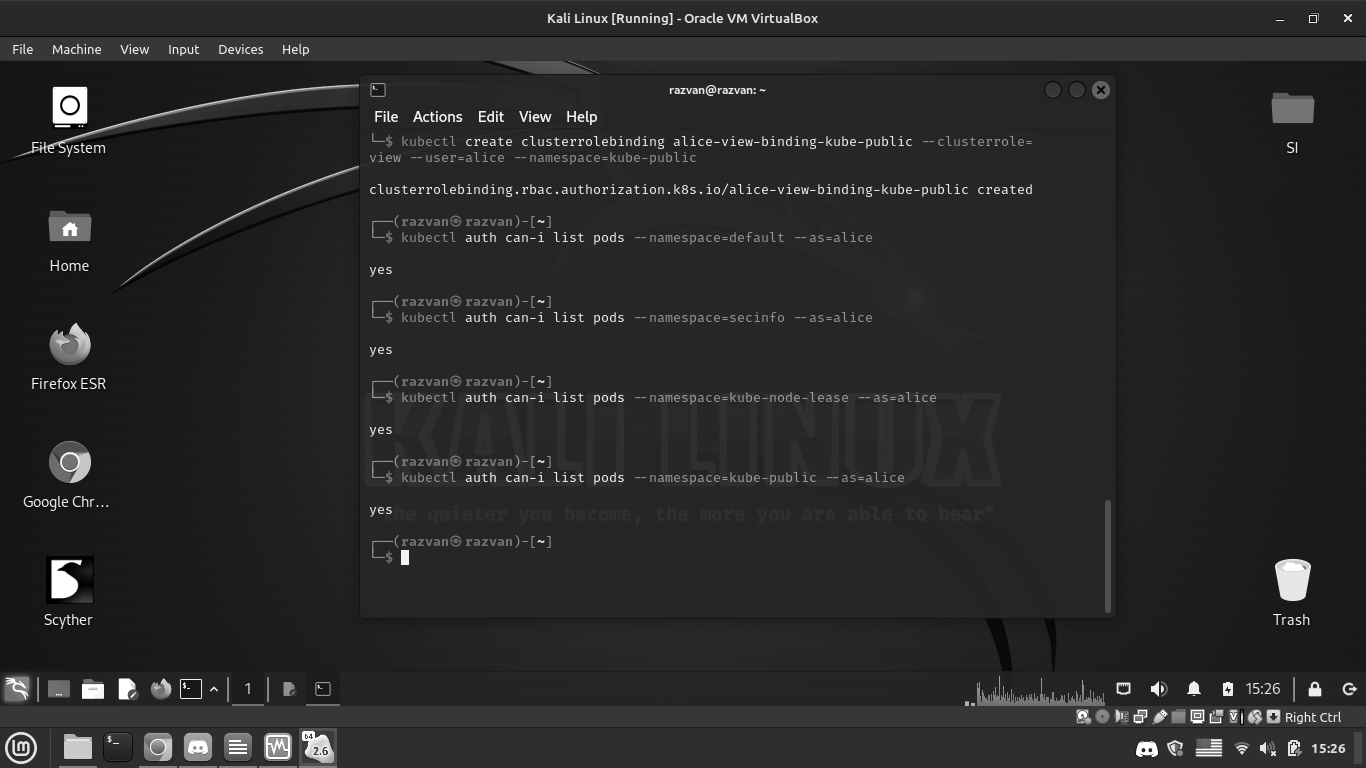 Kali Linux [Running] - Oracle VM VirtualBox
File Machine View Input Devices Help
razvan@razvan: ~
File Actions Edit View Help
└─$ kubectl create clusterrolebinding alice-view-binding-kube-public --clusterrole=
view --user=alice --namespace=kube-public
clusterrolebinding.rbac.authorization.k8s.io/alice-view-binding-kube-public created
┌──(razvan㉿razvan)-[~]
└─$ kubectl auth can-i list pods --namespace=default --as=alice
yes
┌──(razvan㉿razvan)-[~]
└─$ kubectl auth can-i list pods --namespace=secinfo --as=alice
yes
┌──(razvan㉿razvan)-[~]
└─$ kubectl auth can-i list pods --namespace=kube-node-lease --as=alice
yes
┌──(razvan㉿razvan)-[~]
└─$ kubectl auth can-i list pods --namespace=kube-public --as=alice
yes
┌──(razvan㉿razvan)-[~]
└─$
KALI LINUX
the quieter you become, the more you are able to hear"
File System
Home
Firefox ESR
Google Chr...
Scyther
SI
Trash
1
15:26
Right Ctrl
64
2.6
15:26